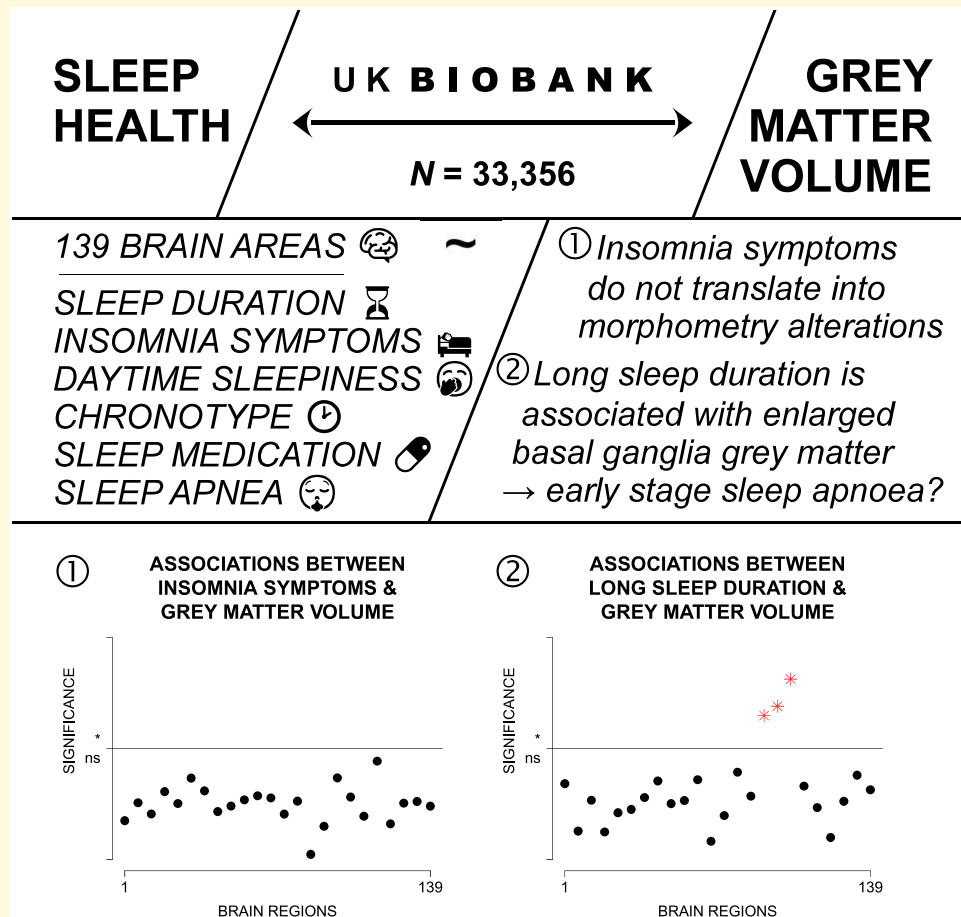 SLEEP
HEALTH
UK BIOBANK
N = 33,356
GREY
MATTER
VOLUME
139 BRAIN AREAS ~
SLEEP DURATION
INSOMNIA SYMPTOMS
DAYTIME SLEEPINESS
CHRONOTYPE
SLEEP MEDICATION
SLEEP APNEA
① Insomnia symptoms
do not translate into
morphometry alterations
② Long sleep duration is
associated with enlarged
basal ganglia grey matter
→ early stage sleep apnoea?
①
ASSOCIATIONS BETWEEN
INSOMNIA SYMPTOMS &
GREY MATTER VOLUME
SIGNIFICANCE
*
ns
1
139
BRAIN REGIONS
②
ASSOCIATIONS BETWEEN
LONG SLEEP DURATION &
GREY MATTER VOLUME
SIGNIFICANCE
*
ns
1
139
BRAIN REGIONS